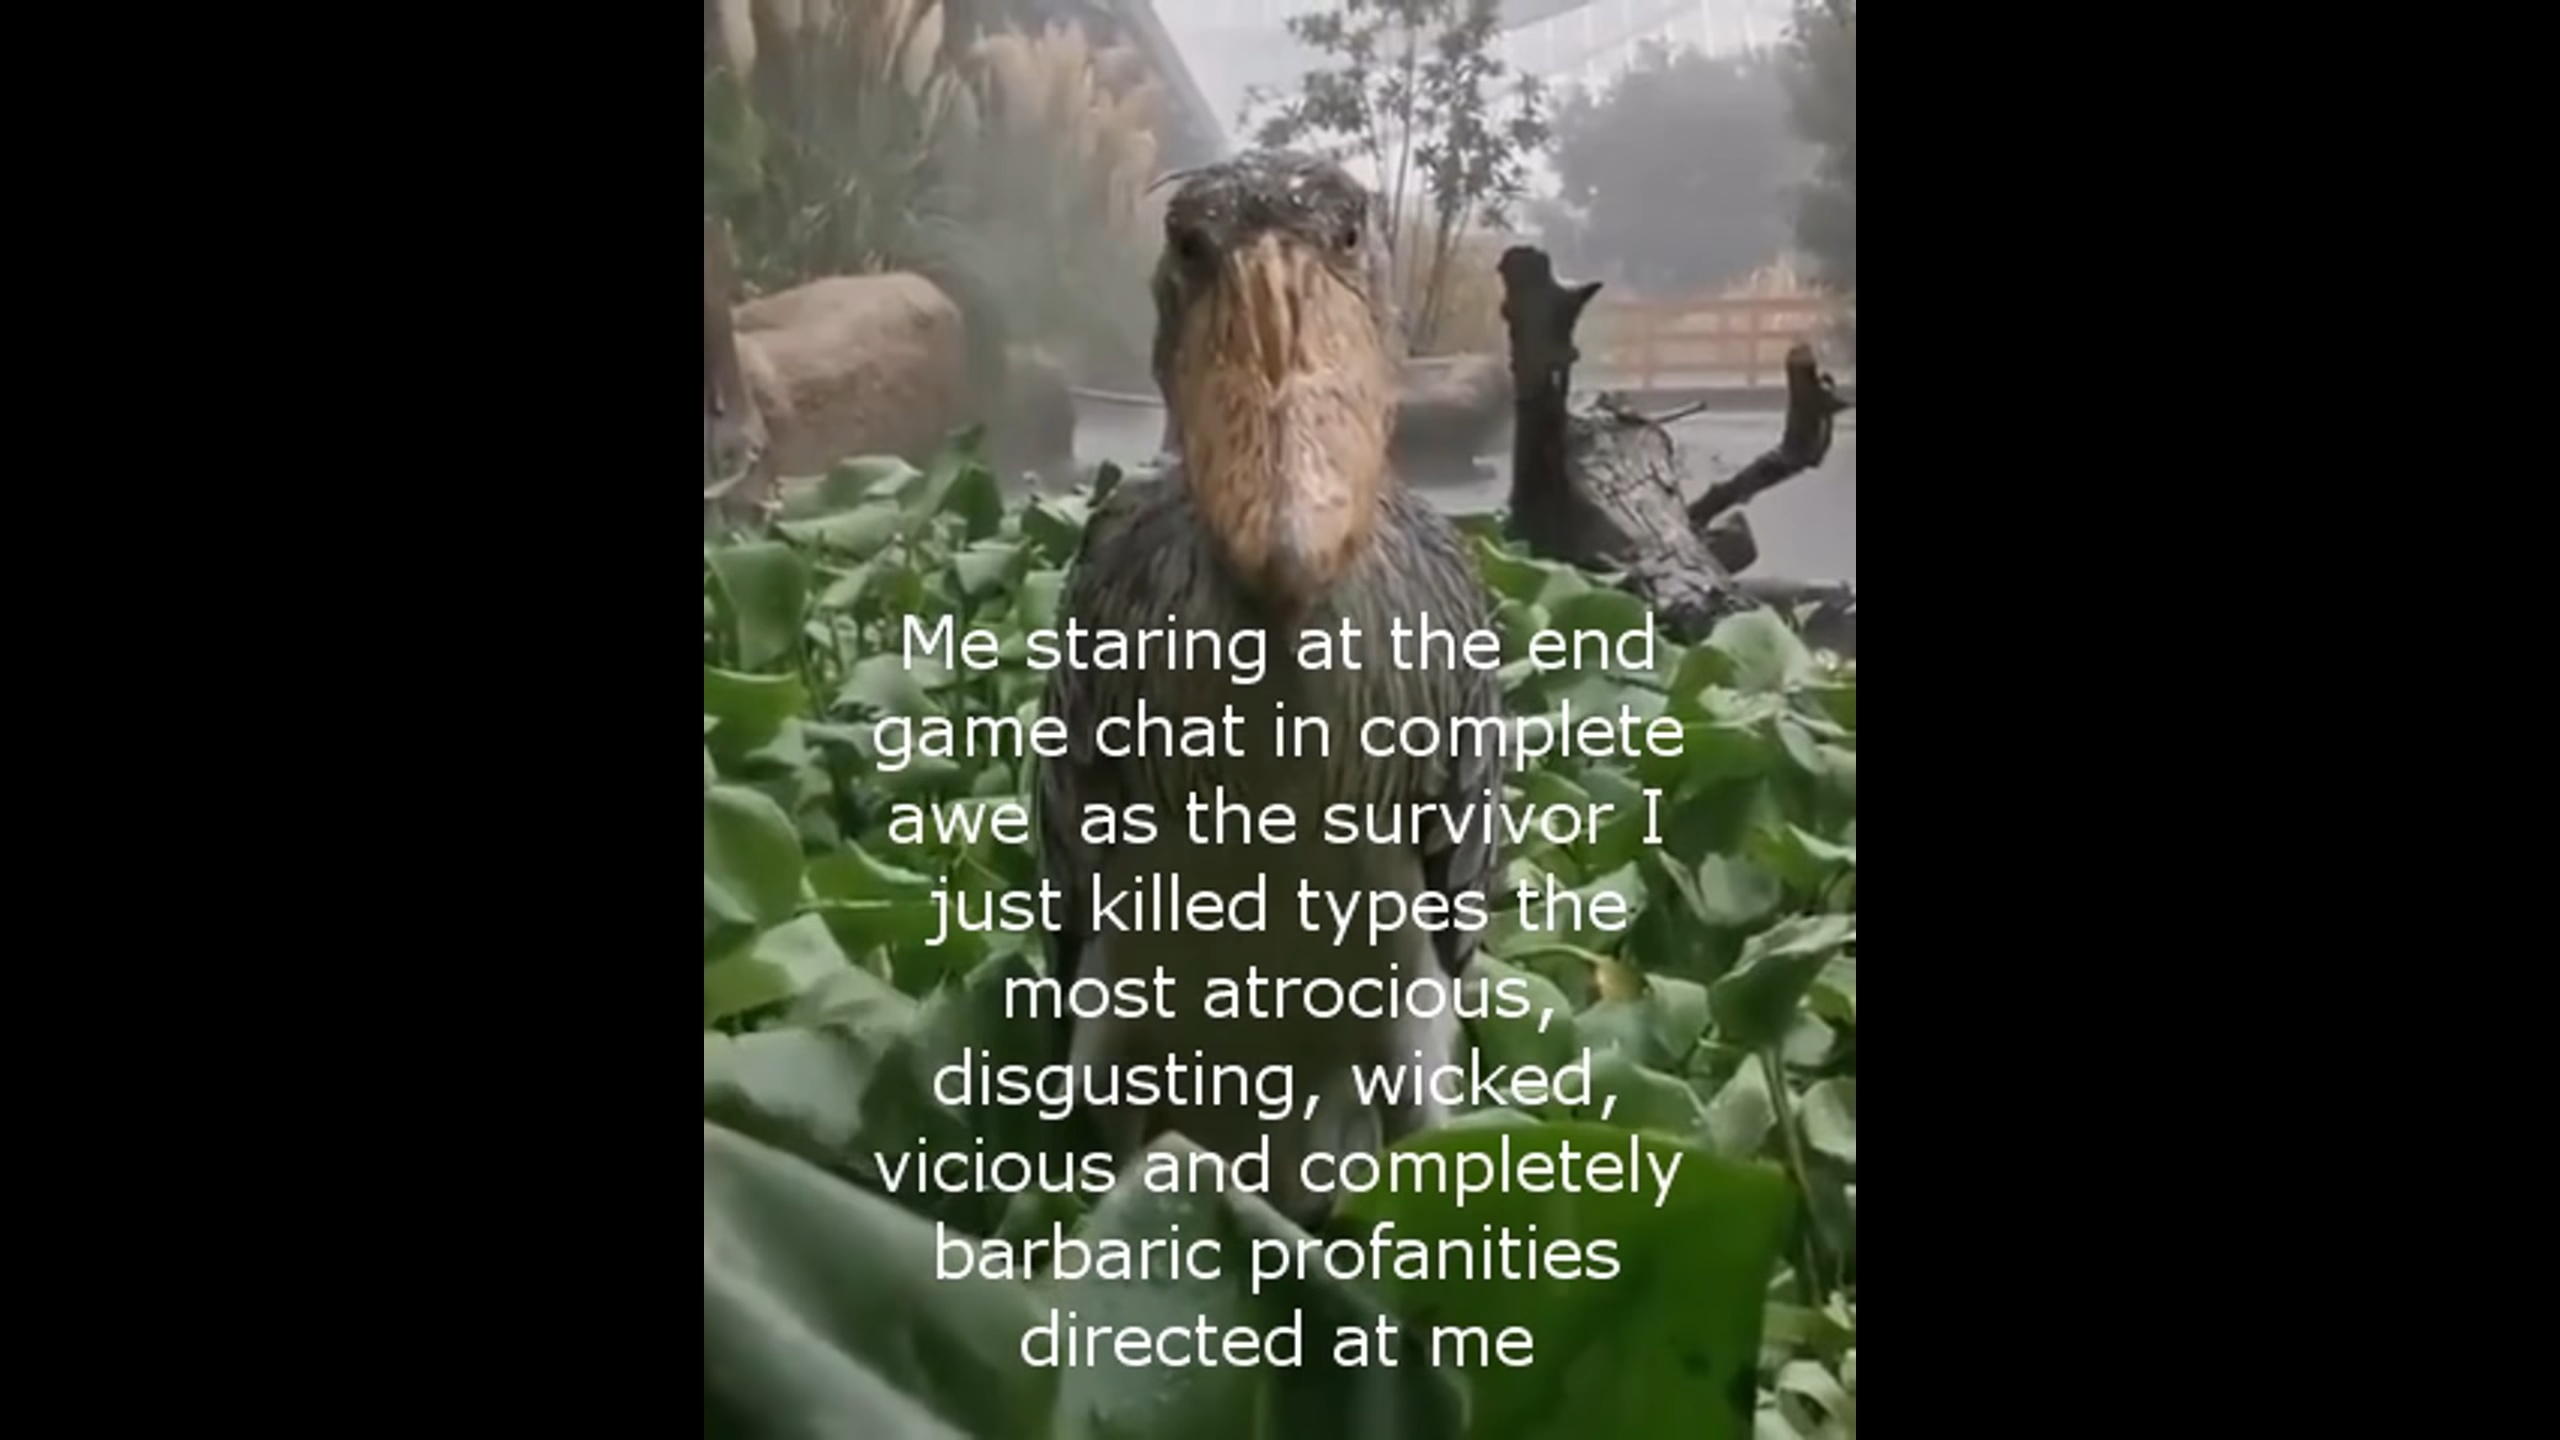 Me staring at the end
game chat in complete
awe  as the survivor I
just killed types the
most atrocious,
disgusting, wicked,
vicious and completely
barbaric profanities
directed at me